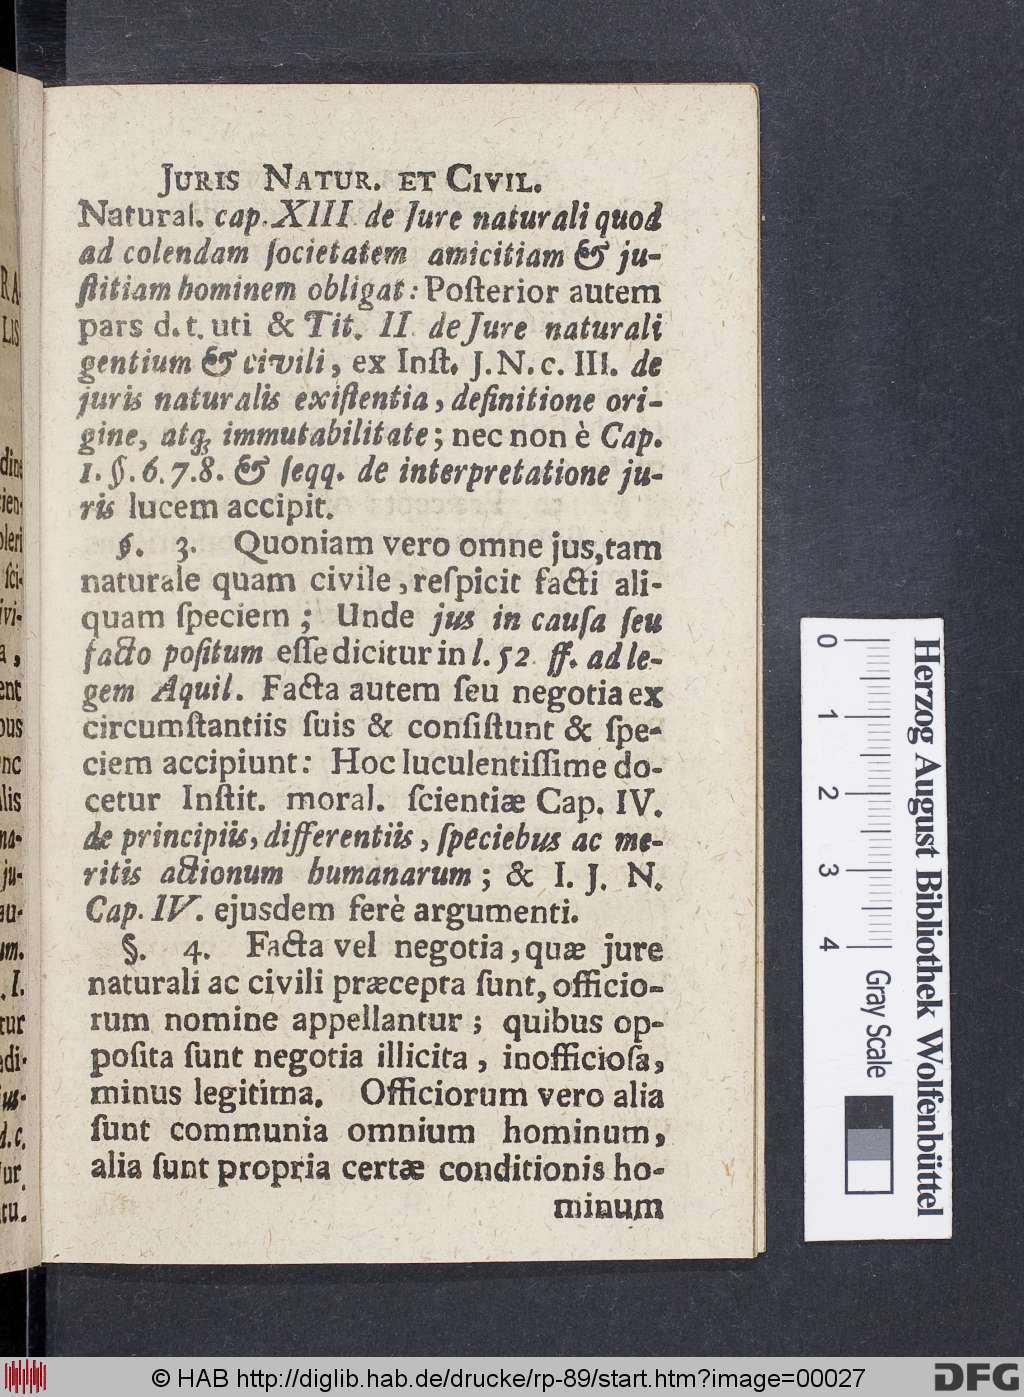 JURIS NATUR. ET CIVIL.
Natural. cap. XIII de Jure naturali quod
ad colendam ſocietatem amicitiam & ju-
ſtitiam hominem obligat: Poſterior autem
pars d. t. uti & Tit. II de Jure naturali
gentium & civili, ex Inſt. J. N. c. III. de
juris naturalis exiſtentia, definitione ori-
gine, atq; immutabilitate; nec non è Cap.
I. §. 6. 7. 8. & ſeqq. de interpretatione ju-
ris lucem accipit.
§. 3. Quoniam vero omne jus, tam
naturale quam civile, reſpicit facti ali-
quam ſpeciem; Unde jus in cauſa ſeu
facto poſitum eſſe dicitur in l. 52 ff. ad le-
gem Aquil. Facta autem ſeu negotia ex
circumſtantiis ſuis & conſiſtunt & ſpe-
ciem accipiunt: Hoc luculentiſſime do-
cetur Inſtit. moral. ſcientiæ Cap. IV.
de principiis, differentiis, ſpeciebus ac me-
ritis actionum humanarum; & I. J. N.
Cap. IV. ejusdem ferè argumenti.
§. 4. Facta vel negotia, quæ jure
naturali ac civili præcepta ſunt, officio-
rum nomine appellantur; quibus op-
poſita ſunt negotia illicita, inofficioſa,
minus legitima. Officiorum vero alia
ſunt communia omnium hominum,
alia ſunt propria certæ conditionis ho-
minum
Herzog August Bibliothek Wolfenbüttel
0 1 2 3 4
Gray Scale
© HAB http://diglib.hab.de/drucke/rp-89/start.htm?image=00027
DFG